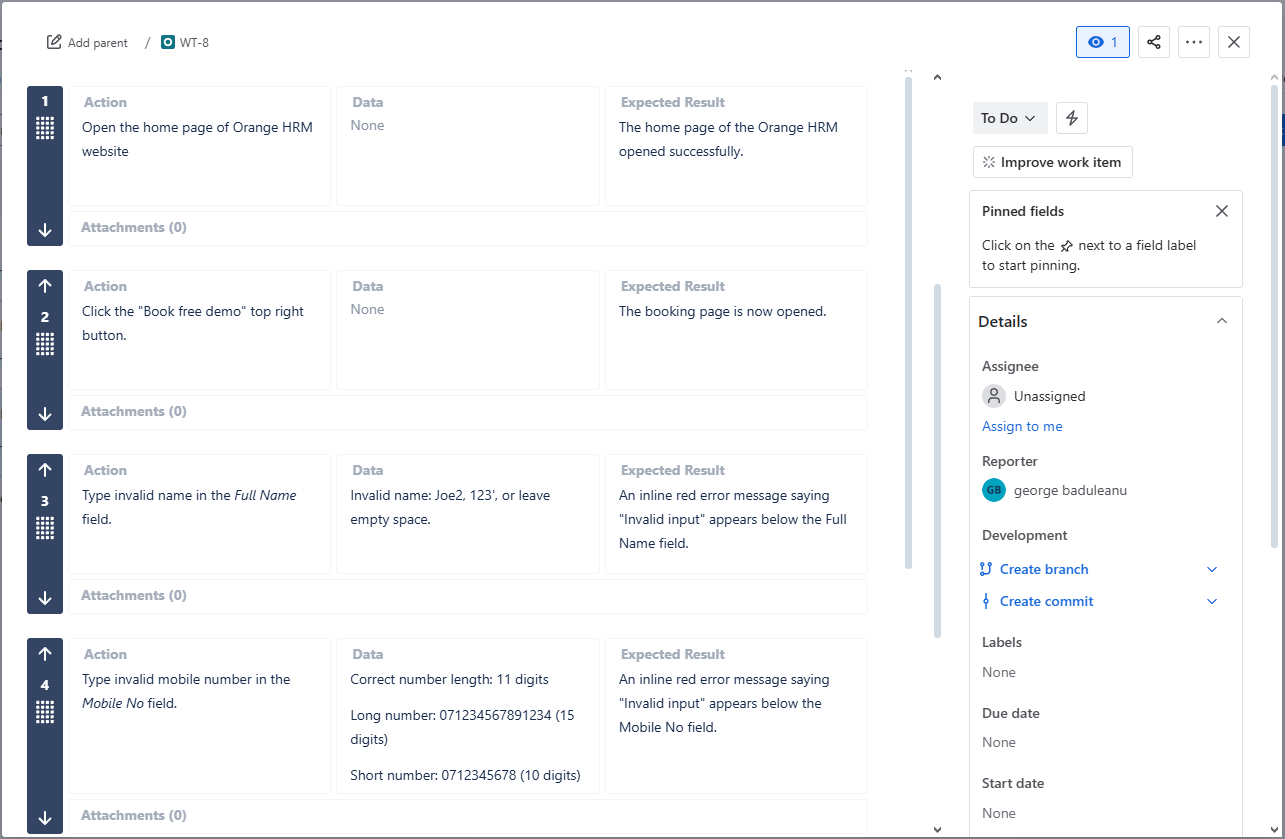 Add parent / WT-8
1
1
Action
Data
Expected Result
Open the home page of Orange HRM
website
None
The home page of the Orange HRM
opened successfully.
Attachments (0)
2
Action
Data
Expected Result
Click the "Book free demo" top right
button.
None
The booking page is now opened.
Attachments (0)
3
Action
Data
Expected Result
Type invalid name in the Full Name
field.
Invalid name: Joe2, 123', or leave
empty space.
An inline red error message saying
"Invalid input" appears below the Full
Name field.
Attachments (0)
4
Action
Data
Expected Result
Type invalid mobile number in the
Mobile No field.
Correct number length: 11 digits
Long number: 071234567891234 (15
digits)
Short number: 0712345678 (10 digits)
An inline red error message saying
"Invalid input" appears below the
Mobile No field.
Attachments (0)
To Do
Improve work item
Pinned fields
Click on the next to a field label
to start pinning.
Details
Assignee
Unassigned
Assign to me
Reporter
GB george baduleanu
Development
Create branch
Create commit
Labels
None
Due date
None
Start date
None